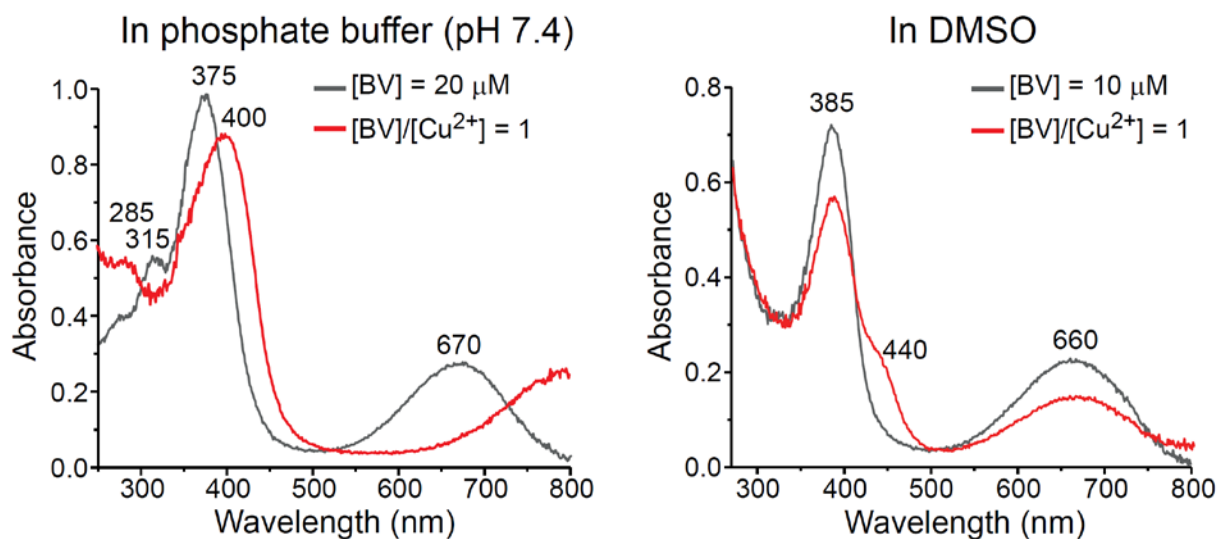 In phosphate buffer (pH 7.4)
375
400
[BV] = 20 μM
[BV]/[Cu²⁺] = 1
285
315
670
1.0
0.8
0.6
0.4
0.2
0.0
Absorbance
300 400 500 600 700 800
Wavelength (nm)
In DMSO
385
[BV] = 10 μM
[BV]/[Cu²⁺] = 1
440
660
0.8
0.6
0.4
0.2
0.0
Absorbance
300 400 500 600 700 800
Wavelength (nm)